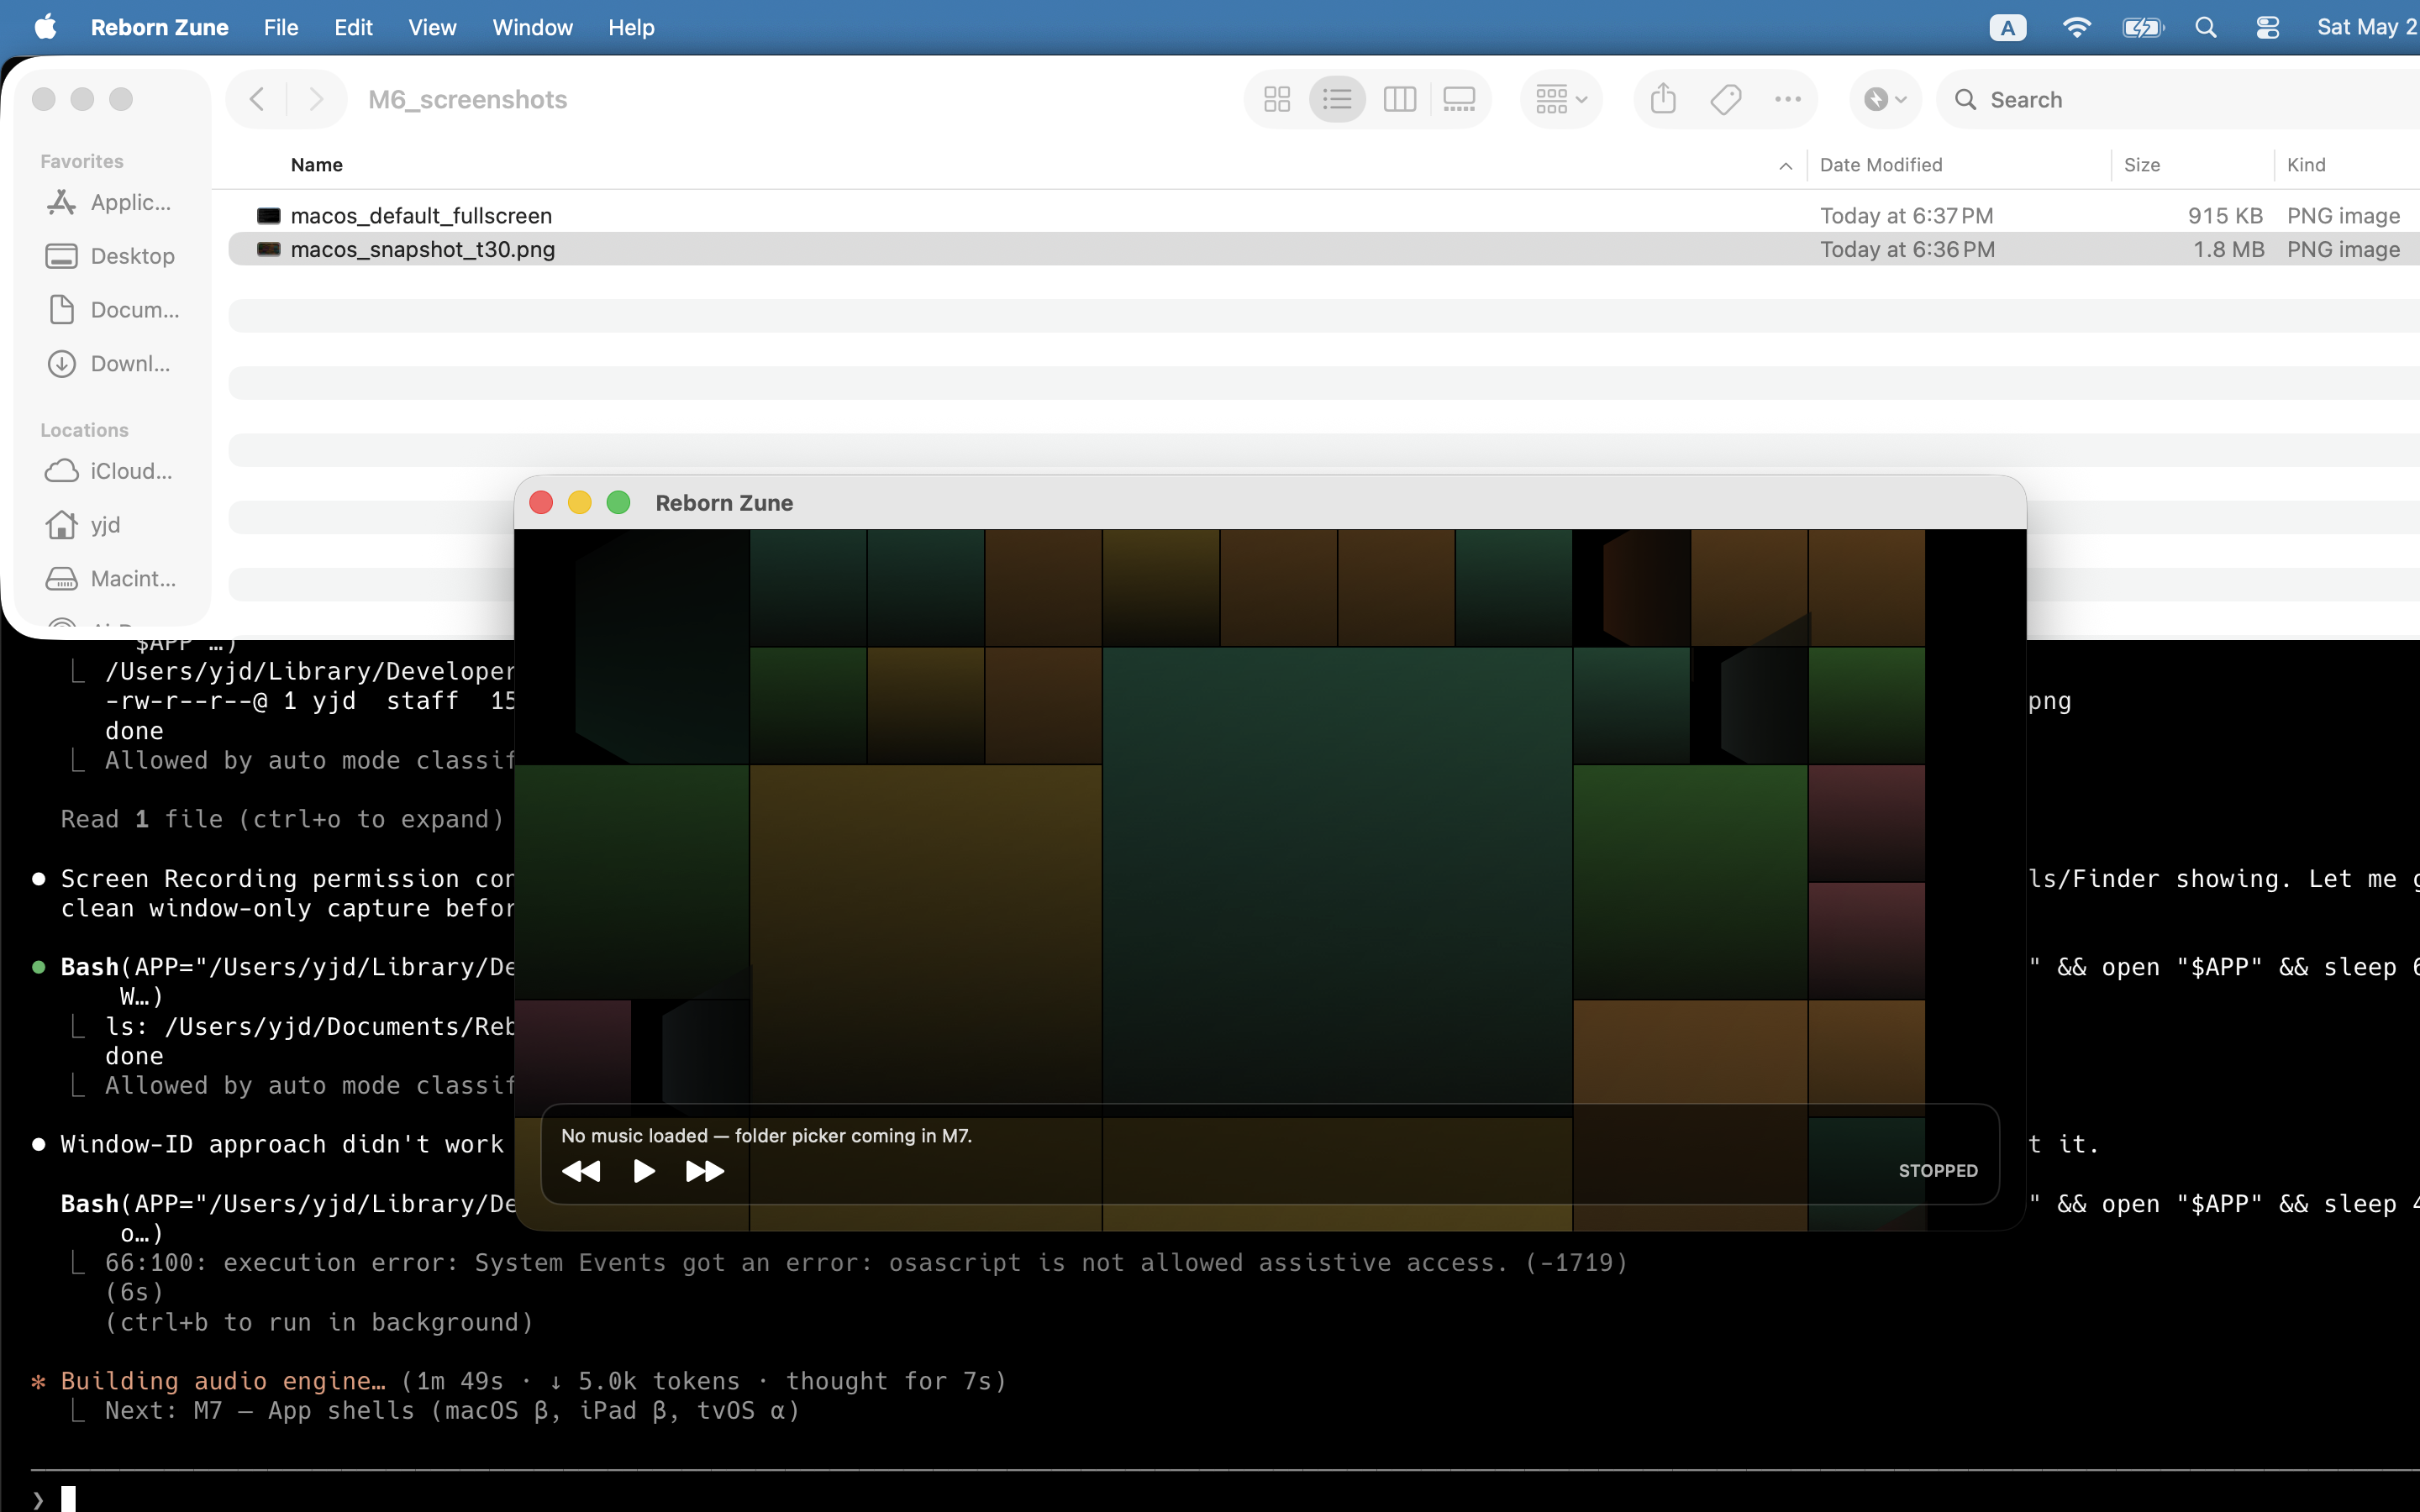 Reborn Zune File Edit View Window Help A Sat May 2
M6_screenshots Search
Favorites
Applic...
Desktop
Docum...
Downl...
Locations
iCloud...
yjd
Macint...
Name Date Modified Size Kind
macos_default_fullscreen Today at 6:37 PM 915 KB PNG image
macos_snapshot_t30.png Today at 6:36 PM 1.8 MB PNG image
Reborn Zune
No music loaded — folder picker coming in M7.
STOPPED
$APP …)
⎿ /Users/yjd/Library/Developer
-rw-r--r--@ 1 yjd staff 15 png
done
⎿ Allowed by auto mode classif
Read 1 file (ctrl+o to expand)
● Screen Recording permission con ls/Finder showing. Let me g
clean window-only capture befor
● Bash(APP="/Users/yjd/Library/De " && open "$APP" && sleep 6
W…)
⎿ ls: /Users/yjd/Documents/Reb
done
⎿ Allowed by auto mode classif
● Window-ID approach didn't work t it.
Bash(APP="/Users/yjd/Library/De " && open "$APP" && sleep 4
o…)
⎿ 66:100: execution error: System Events got an error: osascript is not allowed assistive access. (-1719)
(6s)
(ctrl+b to run in background)
✻ Building audio engine… (1m 49s · ↓ 5.0k tokens · thought for 7s)
⎿ Next: M7 — App shells (macOS β, iPad β, tvOS α)
❯